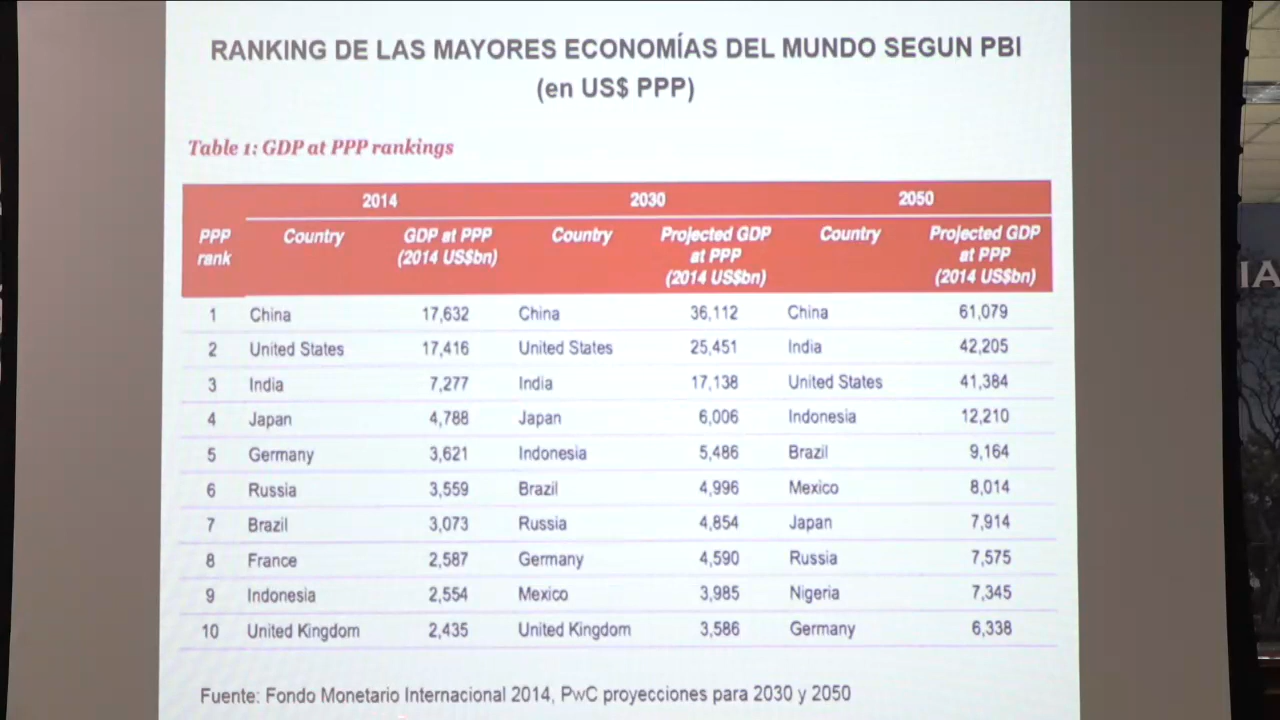 RANKING DE LAS MAYORES ECONOMÍAS DEL MUNDO SEGUN PBI
(en US$ PPP)
Table 1: GDP at PPP rankings
2014 2030 2050
PPP rank Country GDP at PPP (2014 US$bn) Country Projected GDP at PPP (2014 US$bn) Country Projected GDP at PPP (2014 US$bn)
1 China 17,632 China 36,112 China 61,079
2 United States 17,416 United States 25,451 India 42,205
3 India 7,277 India 17,138 United States 41,384
4 Japan 4,788 Japan 6,006 Indonesia 12,210
5 Germany 3,621 Indonesia 5,486 Brazil 9,164
6 Russia 3,559 Brazil 4,996 Mexico 8,014
7 Brazil 3,073 Russia 4,854 Japan 7,914
8 France 2,587 Germany 4,590 Russia 7,575
9 Indonesia 2,554 Mexico 3,985 Nigeria 7,345
10 United Kingdom 2,435 United Kingdom 3,586 Germany 6,338
Fuente: Fondo Monetario Internacional 2014, PwC proyecciones para 2030 y 2050
IA